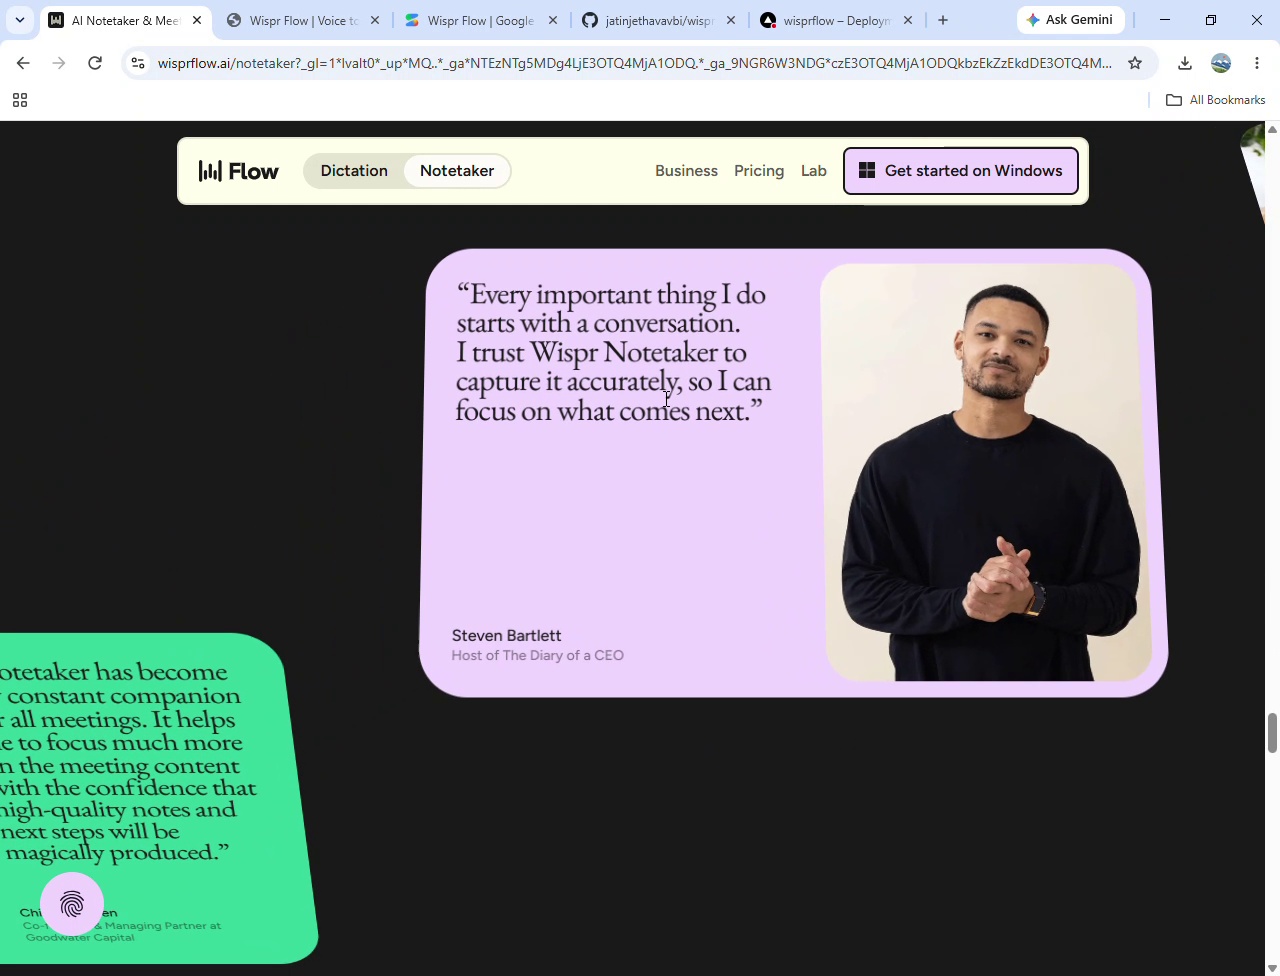 AI Notetaker & Mee
Wispr Flow | Voice to
Wispr Flow | Google
jatinjethavavbi/wispr
wisprflow – Deploym
Ask Gemini
wisprflow.ai/notetaker?_gl=1*lvalt0*_up*MQ..*_ga*NTEzNTg5MDg4LjE3OTQ4MjA1ODQ.*_ga_9NGR6W3NDG*czE3OTQ4MjA1ODQkbzEkZzEkdDE3OTQ4M...
All Bookmarks
Flow
Dictation
Notetaker
Business
Pricing
Lab
Get started on Windows
“Every important thing I do
starts with a conversation.
I trust Wispr Notetaker to
capture it accurately, so I can
focus on what comes next.”
Steven Bartlett
Host of The Diary of a CEO
otetaker has become
constant companion
r all meetings. It helps
e to focus much more
n the meeting content
with the confidence that
high-quality notes and
next steps will be
magically produced.”
& Managing Partner at
Goodwater Capital